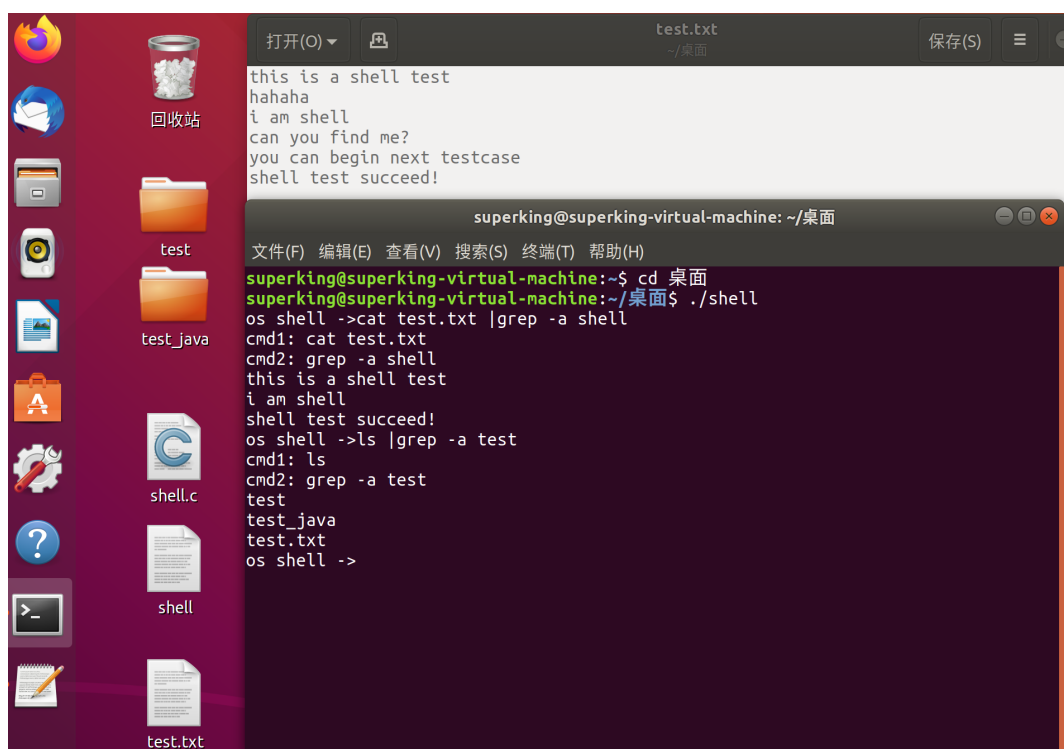 打开(O)
test.txt
~/桌面
保存(S)
this is a shell test
hahaha
i am shell
can you find me?
you can begin next testcase
shell test succeed!
回收站
test
test_java
shell.c
shell
test.txt
superking@superking-virtual-machine: ~/桌面
文件(F) 编辑(E) 查看(V) 搜索(S) 终端(T) 帮助(H)
superking@superking-virtual-machine:~$ cd 桌面
superking@superking-virtual-machine:~/桌面$ ./shell
os shell ->cat test.txt |grep -a shell
cmd1: cat test.txt
cmd2: grep -a shell
this is a shell test
i am shell
shell test succeed!
os shell ->ls |grep -a test
cmd1: ls
cmd2: grep -a test
test
test_java
test.txt
os shell ->